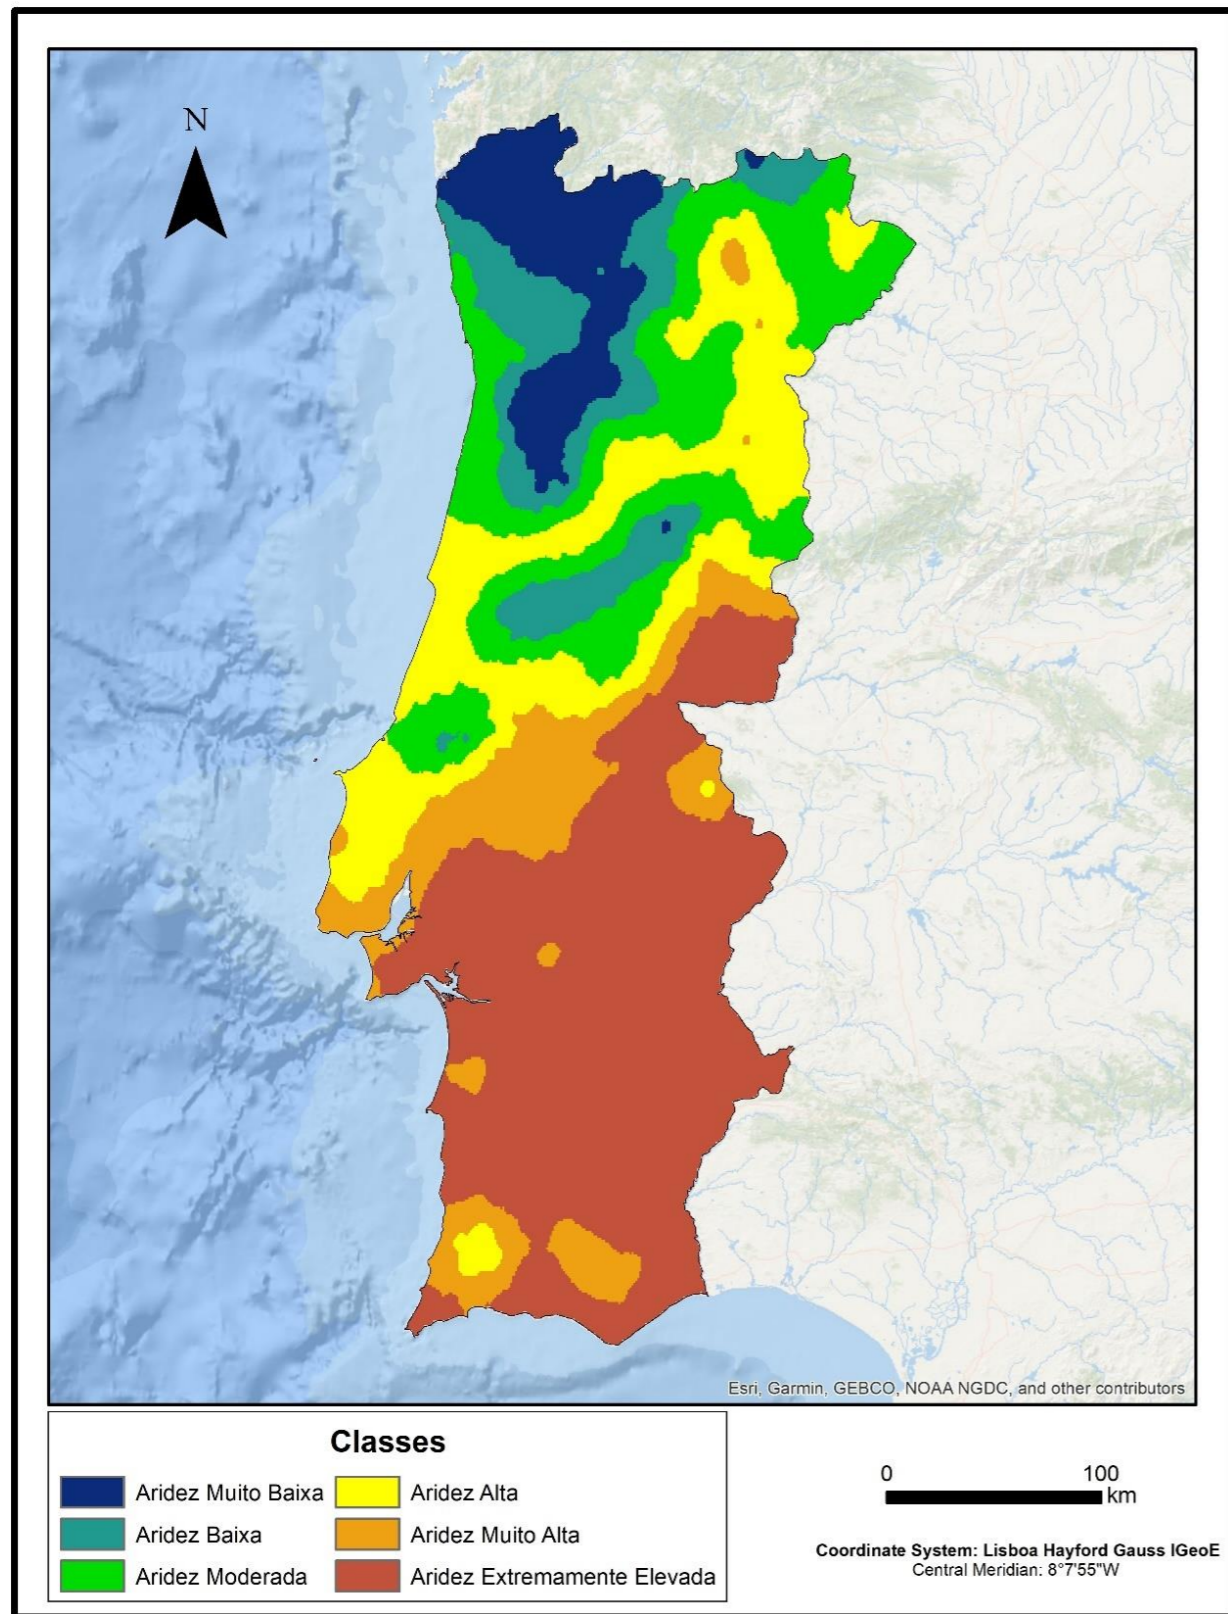 N
Esri, Garmin, GEBCO, NOAA NGDC, and other contributors
Classes
Aridez Muito Baixa
Aridez Alta
Aridez Baixa
Aridez Muito Alta
Aridez Moderada
Aridez Extremamente Elevada
0 100
km
Coordinate System: Lisboa Hayford Gauss IGeoE
Central Meridian: 8°7'55"W